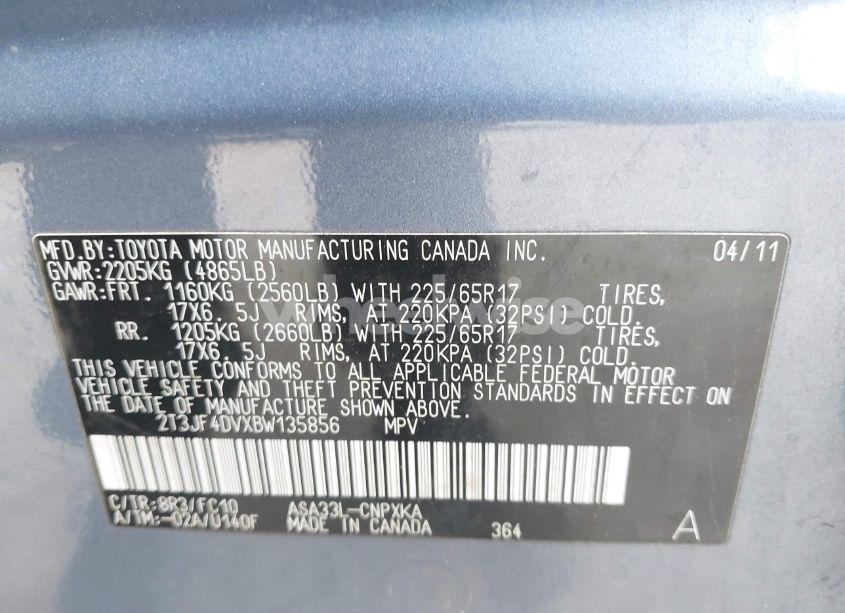 MFD.BY:TOYOTA MOTOR MANUFACTURING CANADA INC. 04/11
GVWR:2205KG (4865LB)
GAWR:FRT. 1160KG (2560LB) WITH 225/65R17 TIRES,
17X6. 5J RIMS, AT 220KPA (32PSI) COLD.
RR. 1205KG (2660LB) WITH 225/65R17 TIRES,
17X6. 5J RIMS, AT 220KPA (32PSI) COLD.
THIS VEHICLE CONFORMS TO ALL APPLICABLE FEDERAL MOTOR
VEHICLE SAFETY AND THEFT PREVENTION STANDARDS IN EFFECT ON
THE DATE OF MANUFACTURE SHOWN ABOVE.
2T3JF4DVXBW135856 MPV
C/TR:8R3/FC10 ASA33L-CNPXKA
A/TM:-02A/U140F MADE IN CANADA 364 A